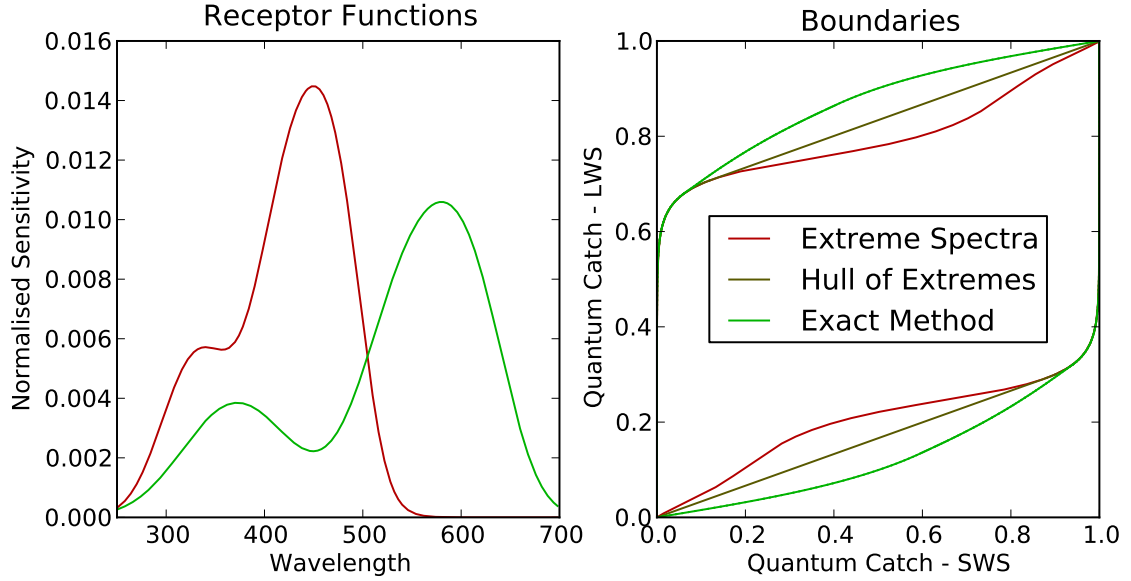 Receptor Functions
0.016
0.014
0.012
0.010
0.008
0.006
0.004
0.002
0.000
300 400 500 600 700
Wavelength
Normalised Sensitivity
Boundaries
1.0
0.8
0.6
0.4
0.2
0.0
0.0 0.2 0.4 0.6 0.8 1.0
Quantum Catch - SWS
Quantum Catch - LWS
Extreme Spectra
Hull of Extremes
Exact Method